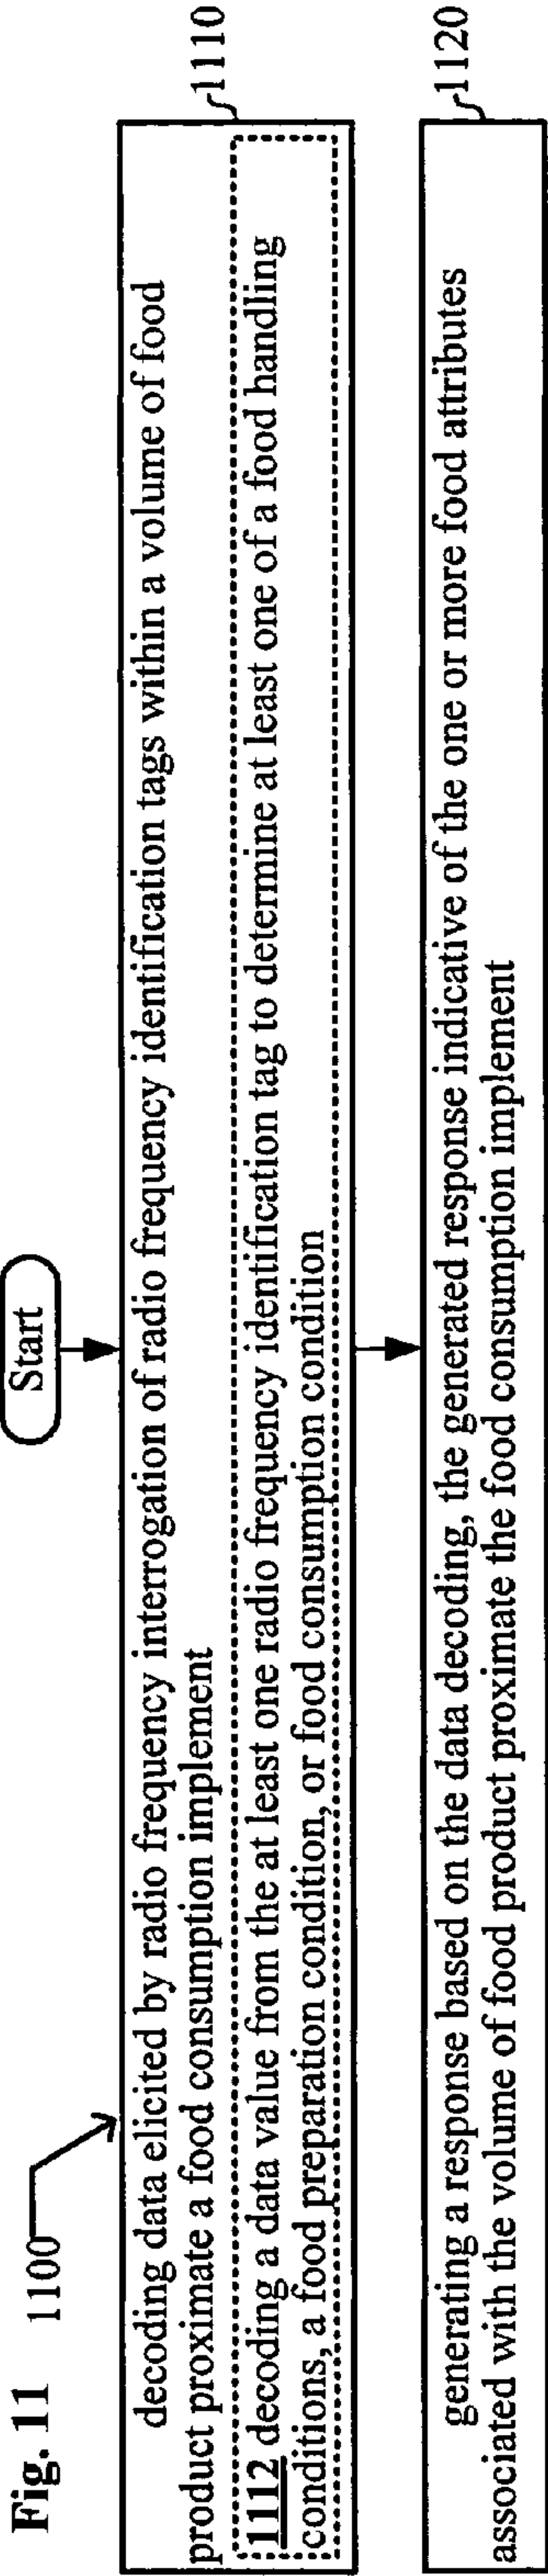 Fig. 11
1100
Start
decoding data elicited by radio frequency interrogation of radio frequency identification tags within a volume of food
product proximate a food consumption implement
1112 decoding a data value from the at least one radio frequency identification tag to determine at least one of a food handling
conditions, a food preparation condition, or food consumption condition
1110
generating a response based on the data decoding, the generated response indicative of the one or more food attributes
associated with the volume of food product proximate the food consumption implement
1120